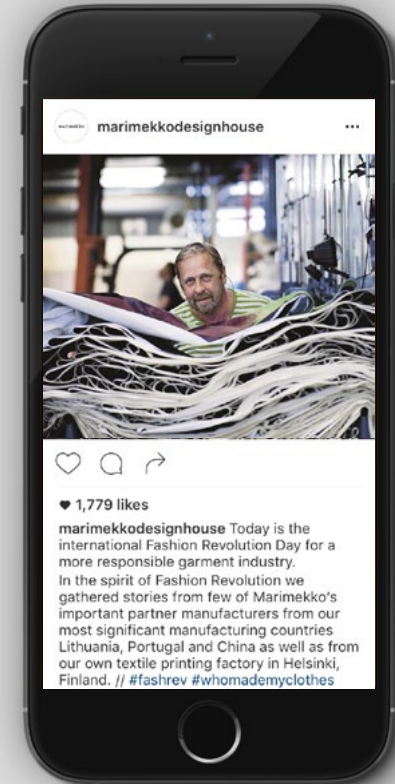 marimekkodesignhouse
1,779 likes
marimekkodesignhouse Today is the
international Fashion Revolution Day for a
more responsible garment industry.
In the spirit of Fashion Revolution we
gathered stories from few of Marimekko's
important partner manufacturers from our
most significant manufacturing countries
Lithuania, Portugal and China as well as from
our own textile printing factory in Helsinki,
Finland. // #fashrev #whomademyclothes